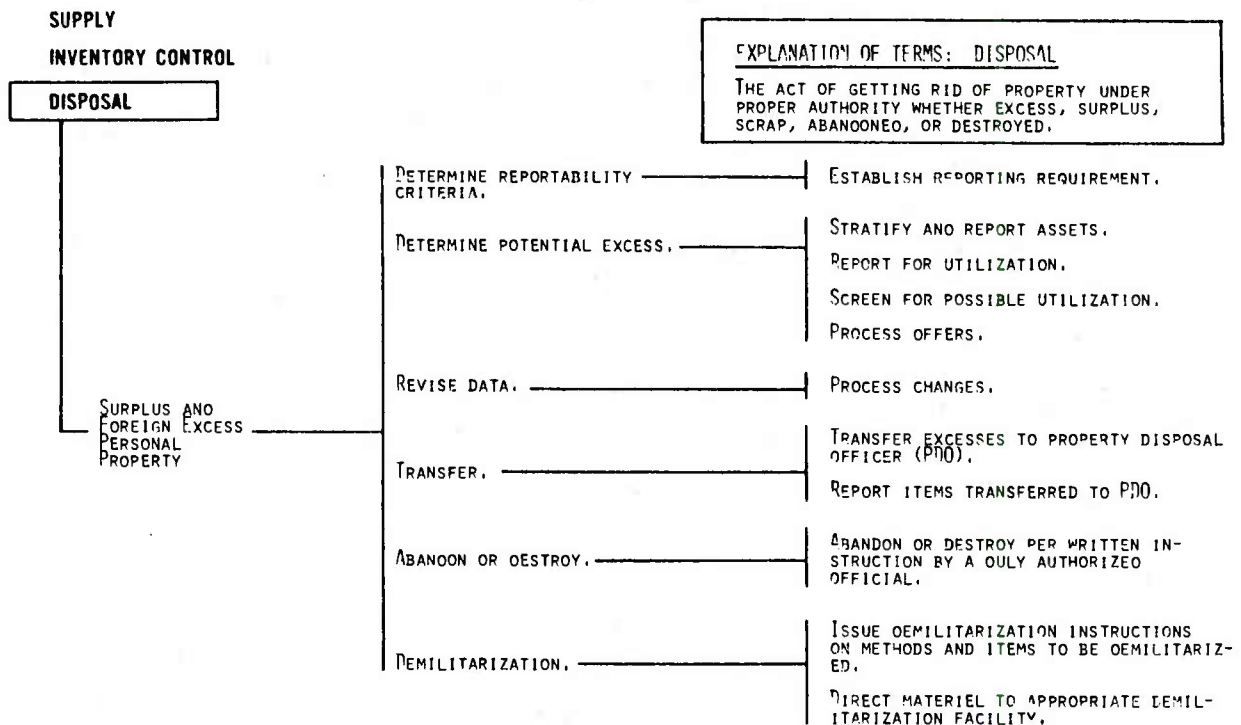 SUPPLY
INVENTORY CONTROL
DISPOSAL
EXPLANATION OF TERMS: DISPOSAL
THE ACT OF GETTING RID OF PROPERTY UNDER
PROPER AUTHORITY WHETHER EXCESS, SURPLUS,
SCRAP, ABANDONED, OR DESTROYED.
SURPLUS AND
FOREIGN EXCESS
PERSONAL
PROPERTY
DETERMINE REPORTABILITY
CRITERIA.
ESTABLISH REPORTING REQUIREMENT.
DETERMINE POTENTIAL EXCESS.
STRATIFY AND REPORT ASSETS.
REPORT FOR UTILIZATION.
SCREEN FOR POSSIBLE UTILIZATION.
PROCESS OFFERS.
REVISE DATA.
PROCESS CHANGES.
TRANSFER.
TRANSFER EXCESSES TO PROPERTY DISPOSAL
OFFICER (PDO).
REPORT ITEMS TRANSFERRED TO PDO.
ABANDON OR DESTROY.
ABANDON OR DESTROY PER WRITTEN IN-
STRUCTION BY A DULY AUTHORIZED
OFFICIAL.
DEMILITARIZATION.
ISSUE DEMILITARIZATION INSTRUCTIONS
ON METHODS AND ITEMS TO BE DEMILITARIZ-
ED.
DIRECT MATERIEL TO APPROPRIATE DEMIL-
ITARIZATION FACILITY.